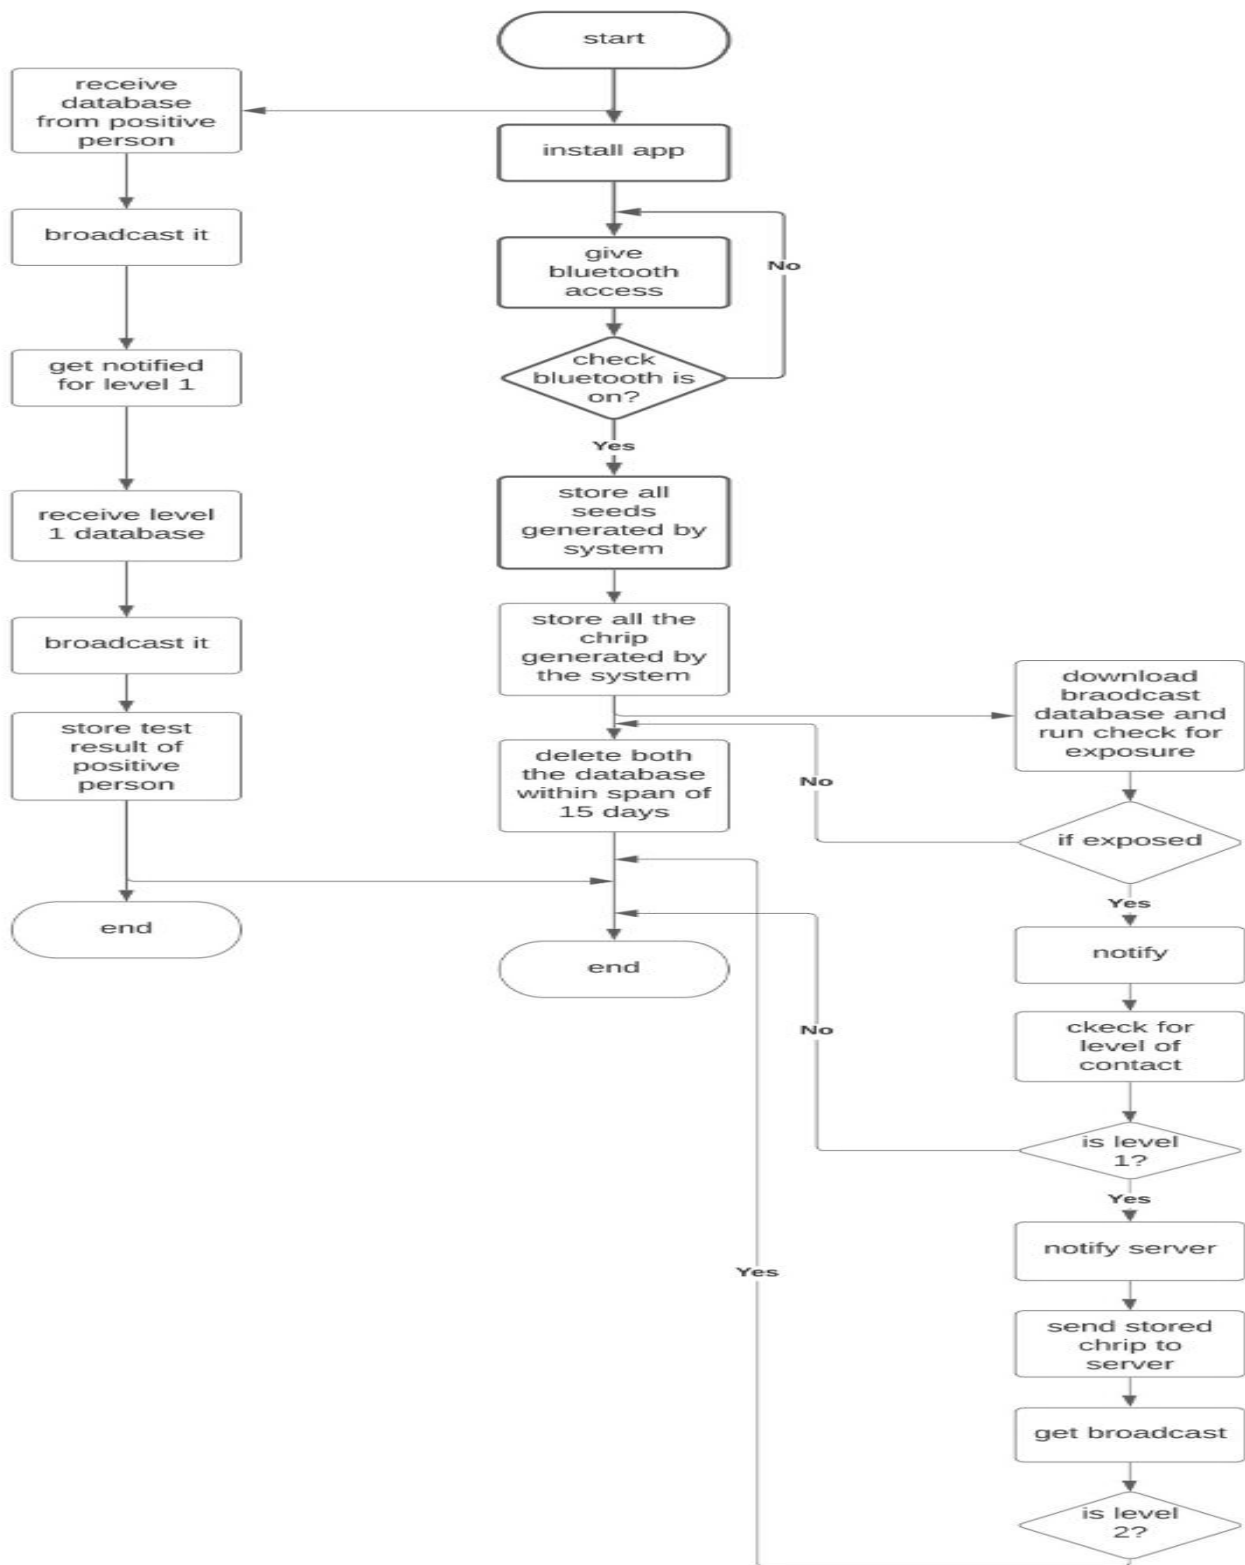 start
receive
database
from positive
person
install app
broadcast it
give
bluetooth
access
No
get notified
for level 1
check
bluetooth is
on?
Yes
receive level
1 database
store all
seeds
generated by
system
broadcast it
store all the
chrip
generated by
the system
download
braodcast
database and
run check for
exposure
store test
result of
positive
person
delete both
the database
within span of
15 days
No
if exposed
Yes
end
end
notify
No
ckeck for
level of
contact
is level
1?
Yes
notify server
Yes
send stored
chrip to
server
get broadcast
is level
2?